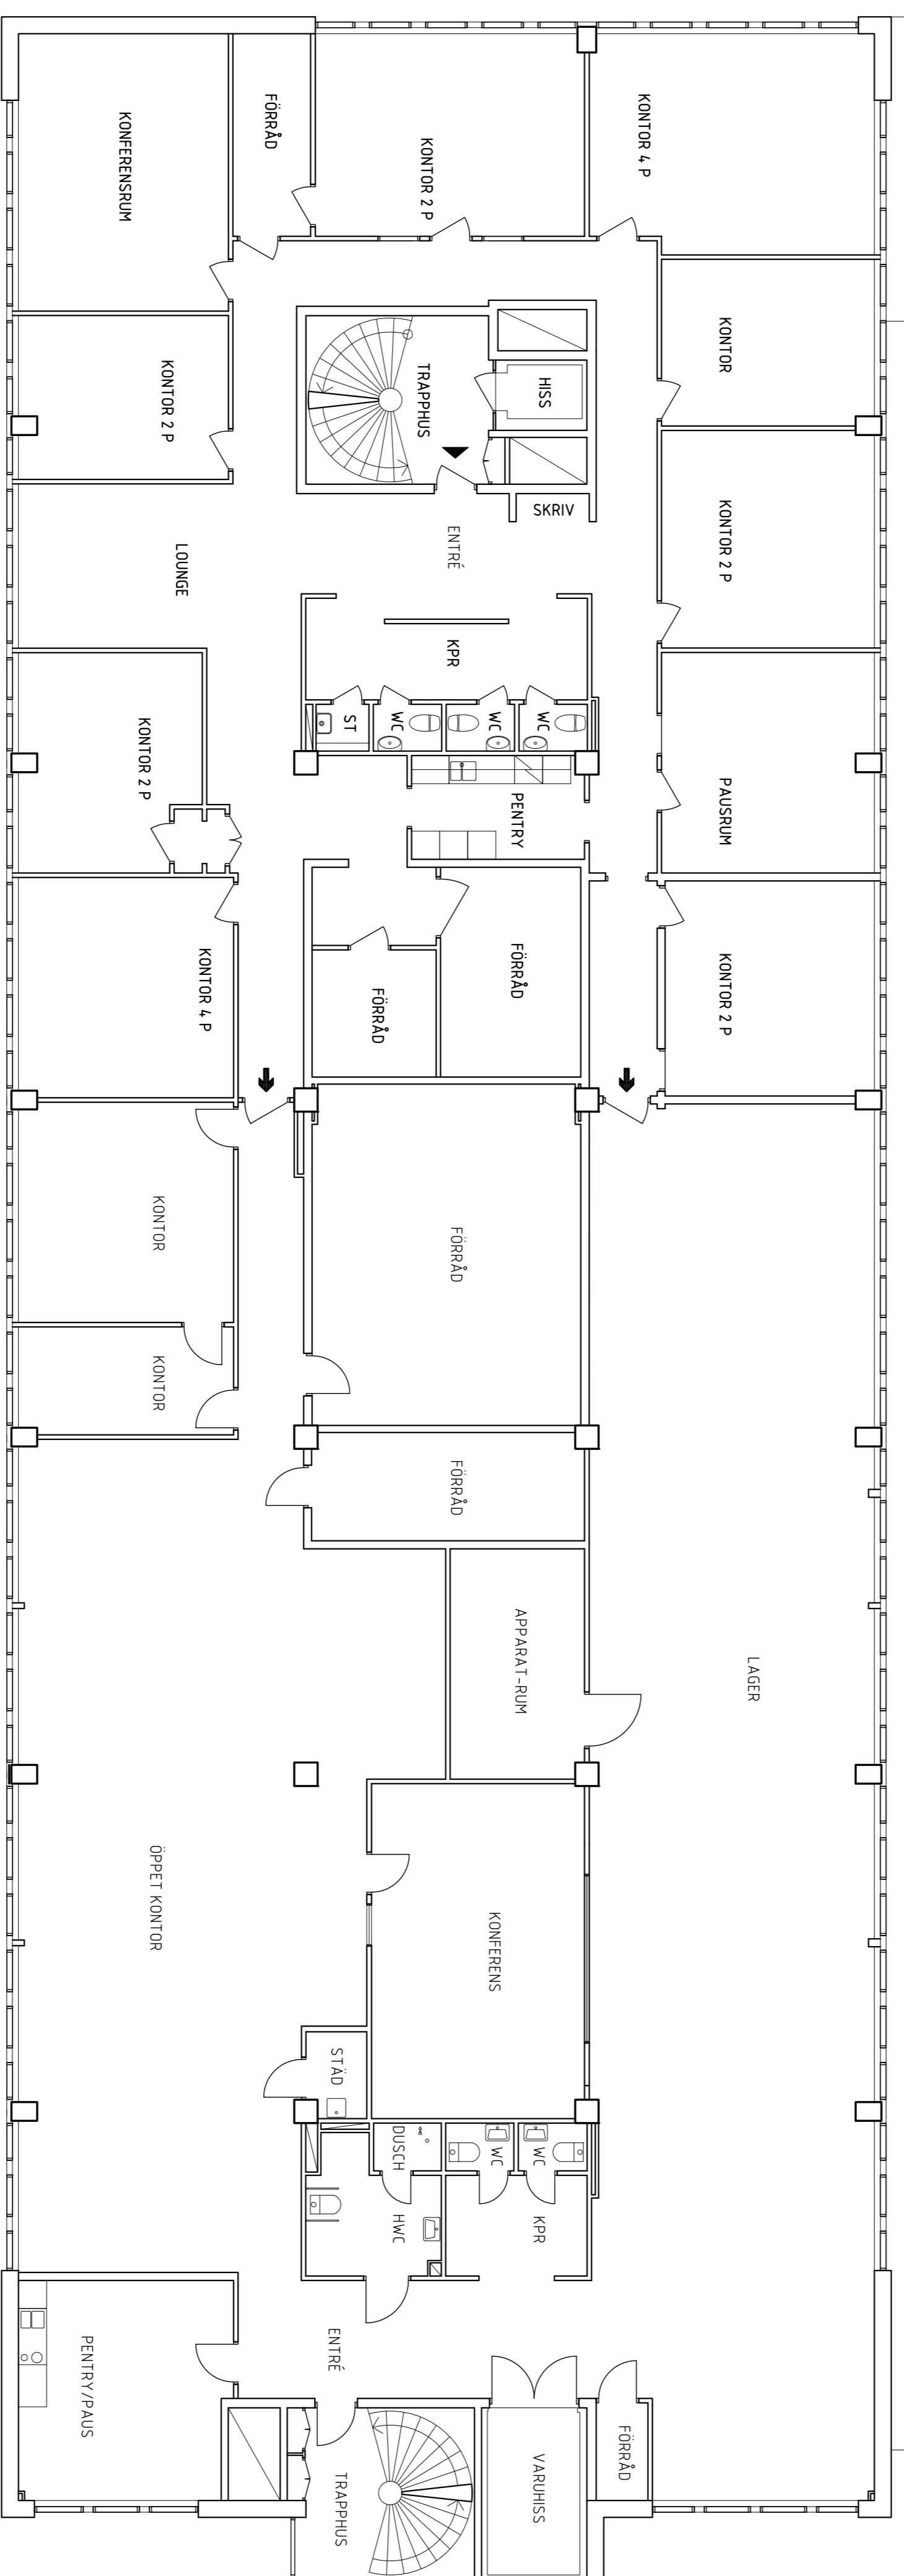 KONFERENSRUM
FÖRRÅD
KONTOR 2 P
KONTOR 4 P
KONTOR 2 P
TRAPPHUS
HISS
KONTOR
SKRIV
LOUNGE
ENTRÉ
KONTOR 2 P
KPR
ST
WC
WC
WC
KONTOR 2 P
PENTRY
PAUSRUM
KONTOR 4 P
FÖRRÅD
FÖRRÅD
KONTOR 2 P
KONTOR
FÖRRÅD
KONTOR
FÖRRÅD
APPARAT-RUM
LAGER
ÖPPET KONTOR
KONFERENS
STÄD
DUSCH
WC
WC
HWC
KPR
ENTRÉ
PENTRY/PAUS
TRAPPHUS
VARUHISS
FÖRRÅD